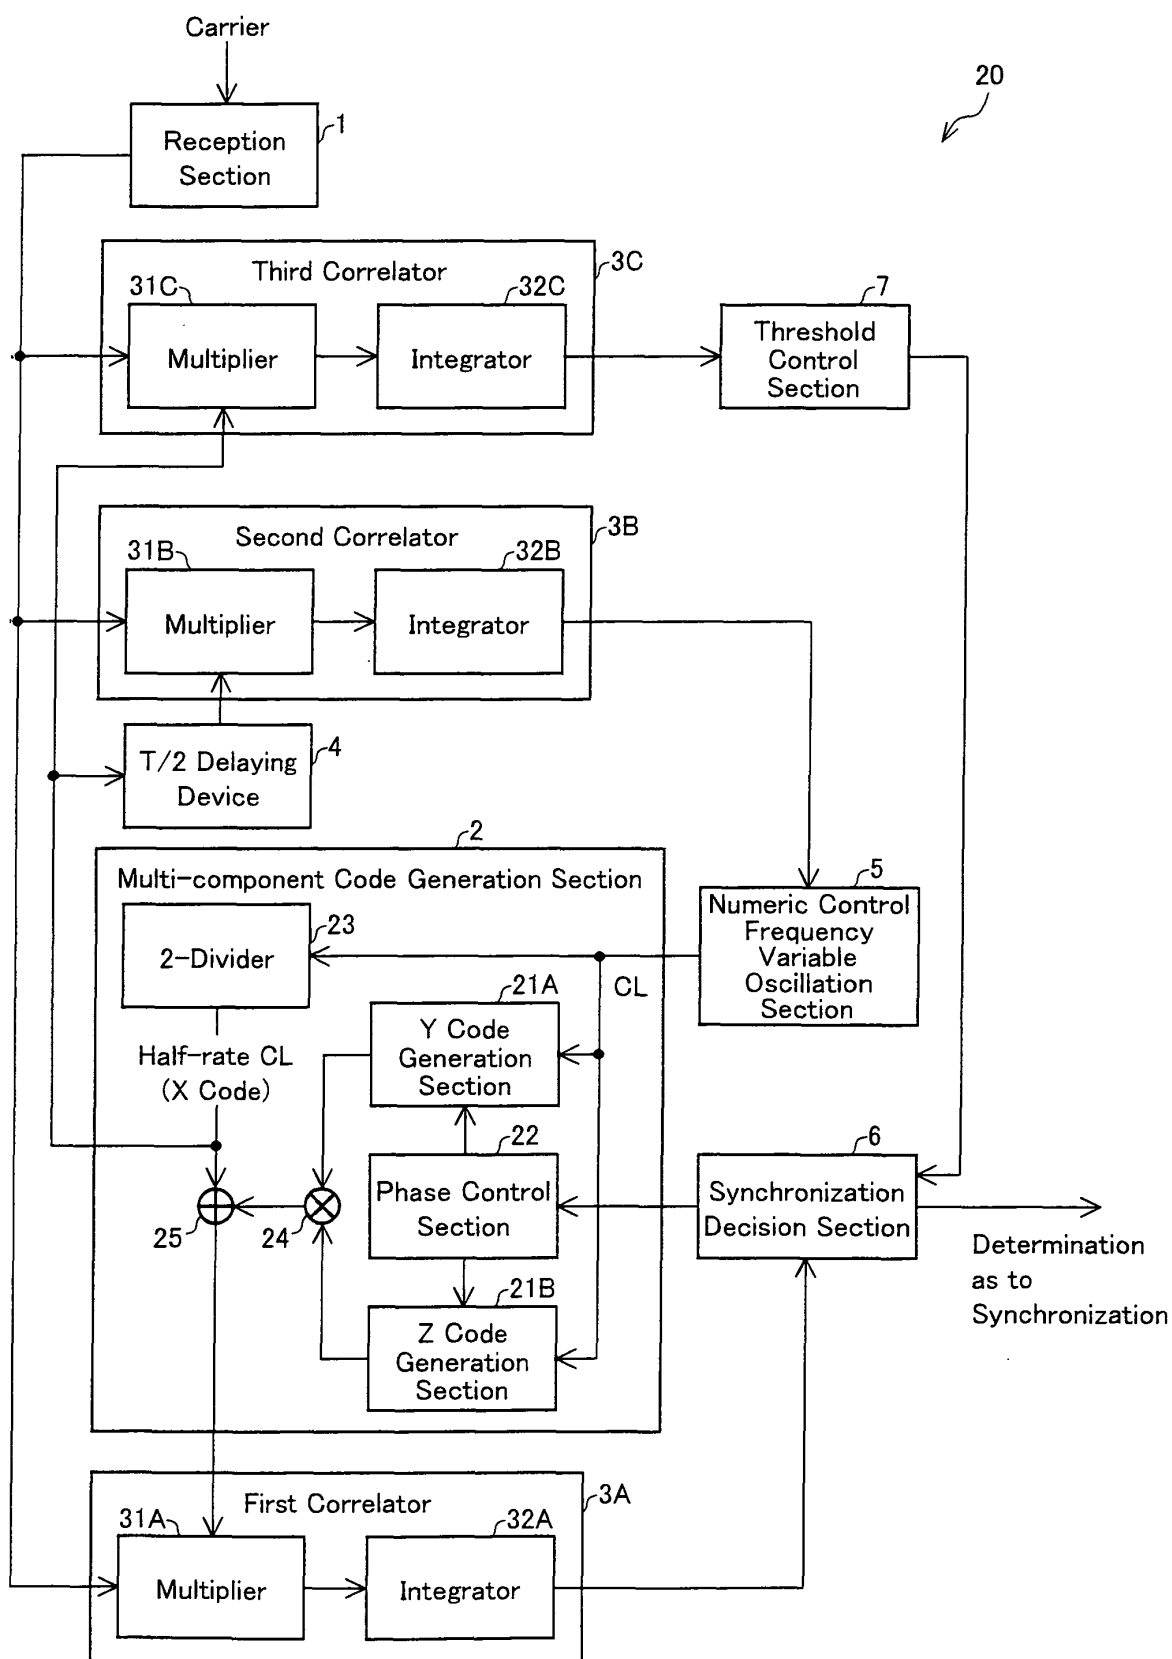 Carrier
20
1
Reception
Section
Third Correlator
3C
31C
32C
7
Multiplier
Integrator
Threshold
Control
Section
Second Correlator
3B
31B
32B
Multiplier
Integrator
4
T/2 Delaying
Device
2
Multi-component Code Generation Section
5
23
2-Divider
Numeric Control
Frequency
Variable
Oscillation
Section
CL
21A
Y Code
Generation
Section
Half-rate CL
(X Code)
22
6
Phase Control
Section
Synchronization
Decision Section
25
24
Determination
as to
Synchronization
21B
Z Code
Generation
Section
First Correlator
3A
31A
32A
Multiplier
Integrator